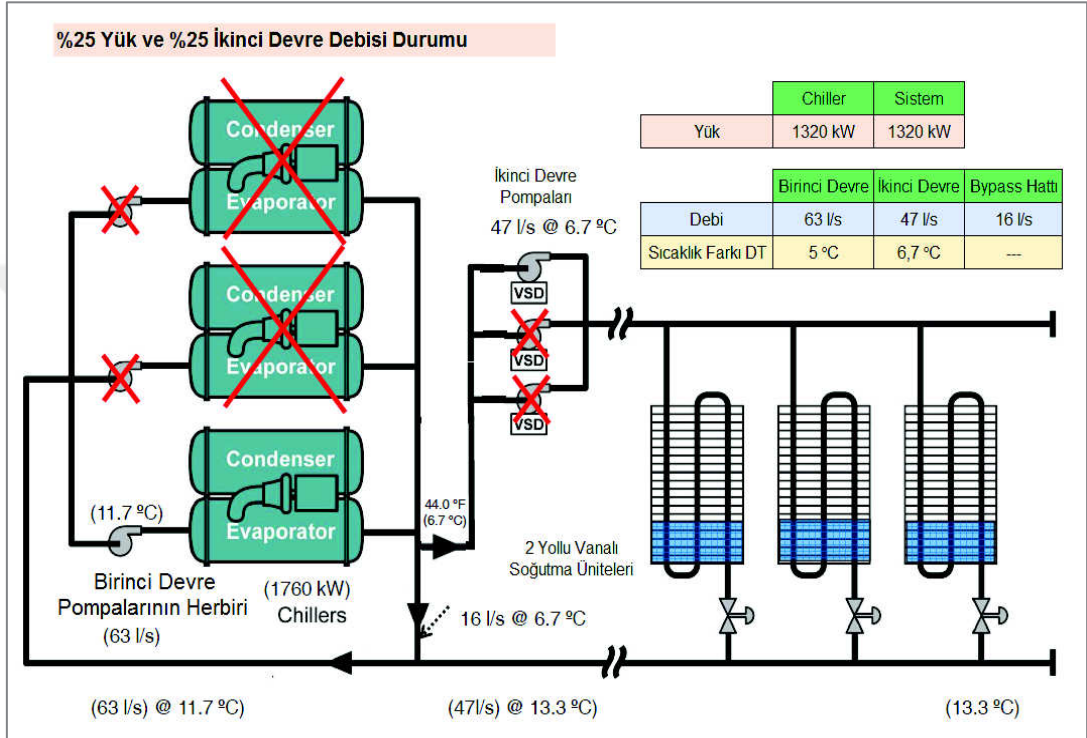 %25 Yük ve %25 İkinci Devre Debisi Durumu
Chiller Sistem
Yük 1320 kW 1320 kW
Birinci Devre İkinci Devre Bypass Hattı
Debi 63 l/s 47 l/s 16 l/s
Sıcaklık Farkı DT 5 ºC 6,7 ºC ---
Condenser
Evaporator
İkinci Devre
Pompaları
47 l/s @ 6.7 ºC
VSD
VSD
VSD
Condenser
Evaporator
Condenser
Evaporator
(11.7 ºC)
44.0 ºF
(6.7 ºC)
2 Yollu Vanalı
Soğutma Üniteleri
Birinci Devre
Pompalarının Herbiri
(63 l/s)
(1760 kW)
Chillers
16 l/s @ 6.7 ºC
(63 l/s) @ 11.7 ºC)
(47l/s) @ 13.3 ºC)
(13.3 ºC)